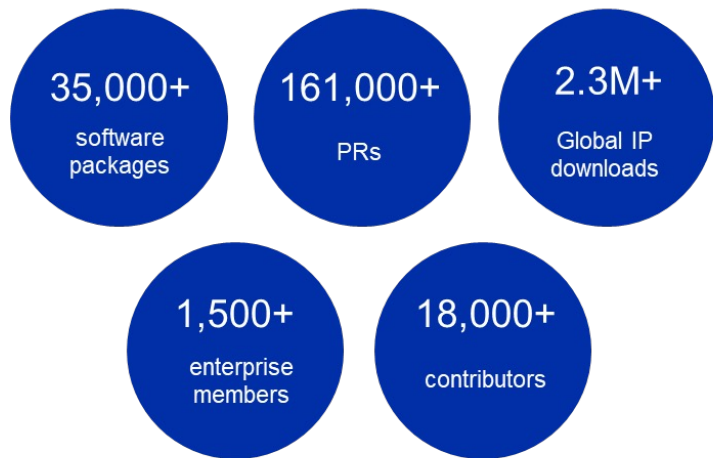 35,000+
software
packages
161,000+
PRs
2.3M+
Global IP
downloads
1,500+
enterprise
members
18,000+
contributors